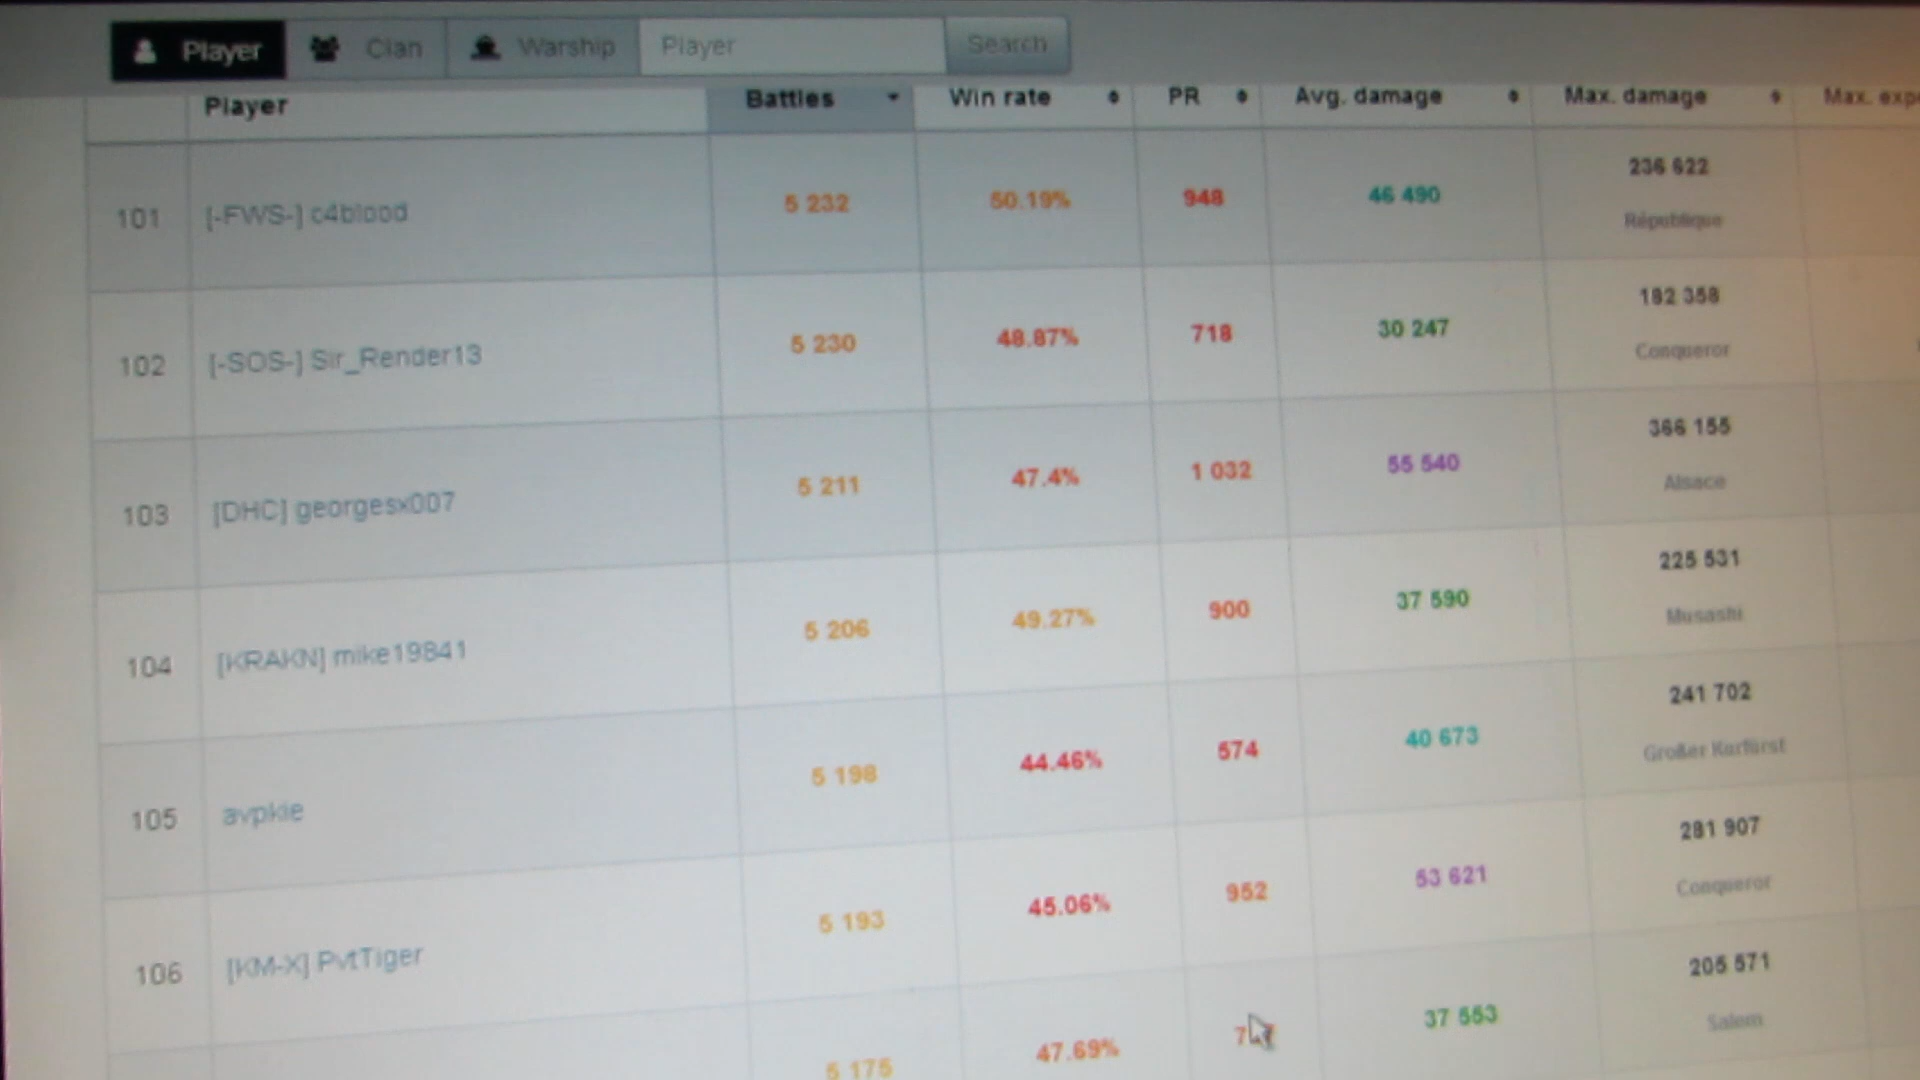 Player Clan Warship Player Search
Player Battles Win rate PR Avg. damage Max. damage Max.
101 [-FWS-] c4blood 5 232 50.19% 948 46 490 236 622
République
102 [-SOS-] Sir_Render13 5 230 48.87% 718 30 247 182 358
Conqueror
103 [DHC] georgesx007 5 211 47.4% 1 032 55 540 366 155
Alsace
104 [KRAKN] mike19841 5 206 49.27% 900 37 590 225 531
Musashi
105 avpkie 5 198 44.46% 574 40 673 241 702
Großer Kurfürst
106 [KM-X] PvtTiger 5 193 45.06% 952 53 621 281 907
Conqueror
5 175 47.69% 37 553 205 571
Salem